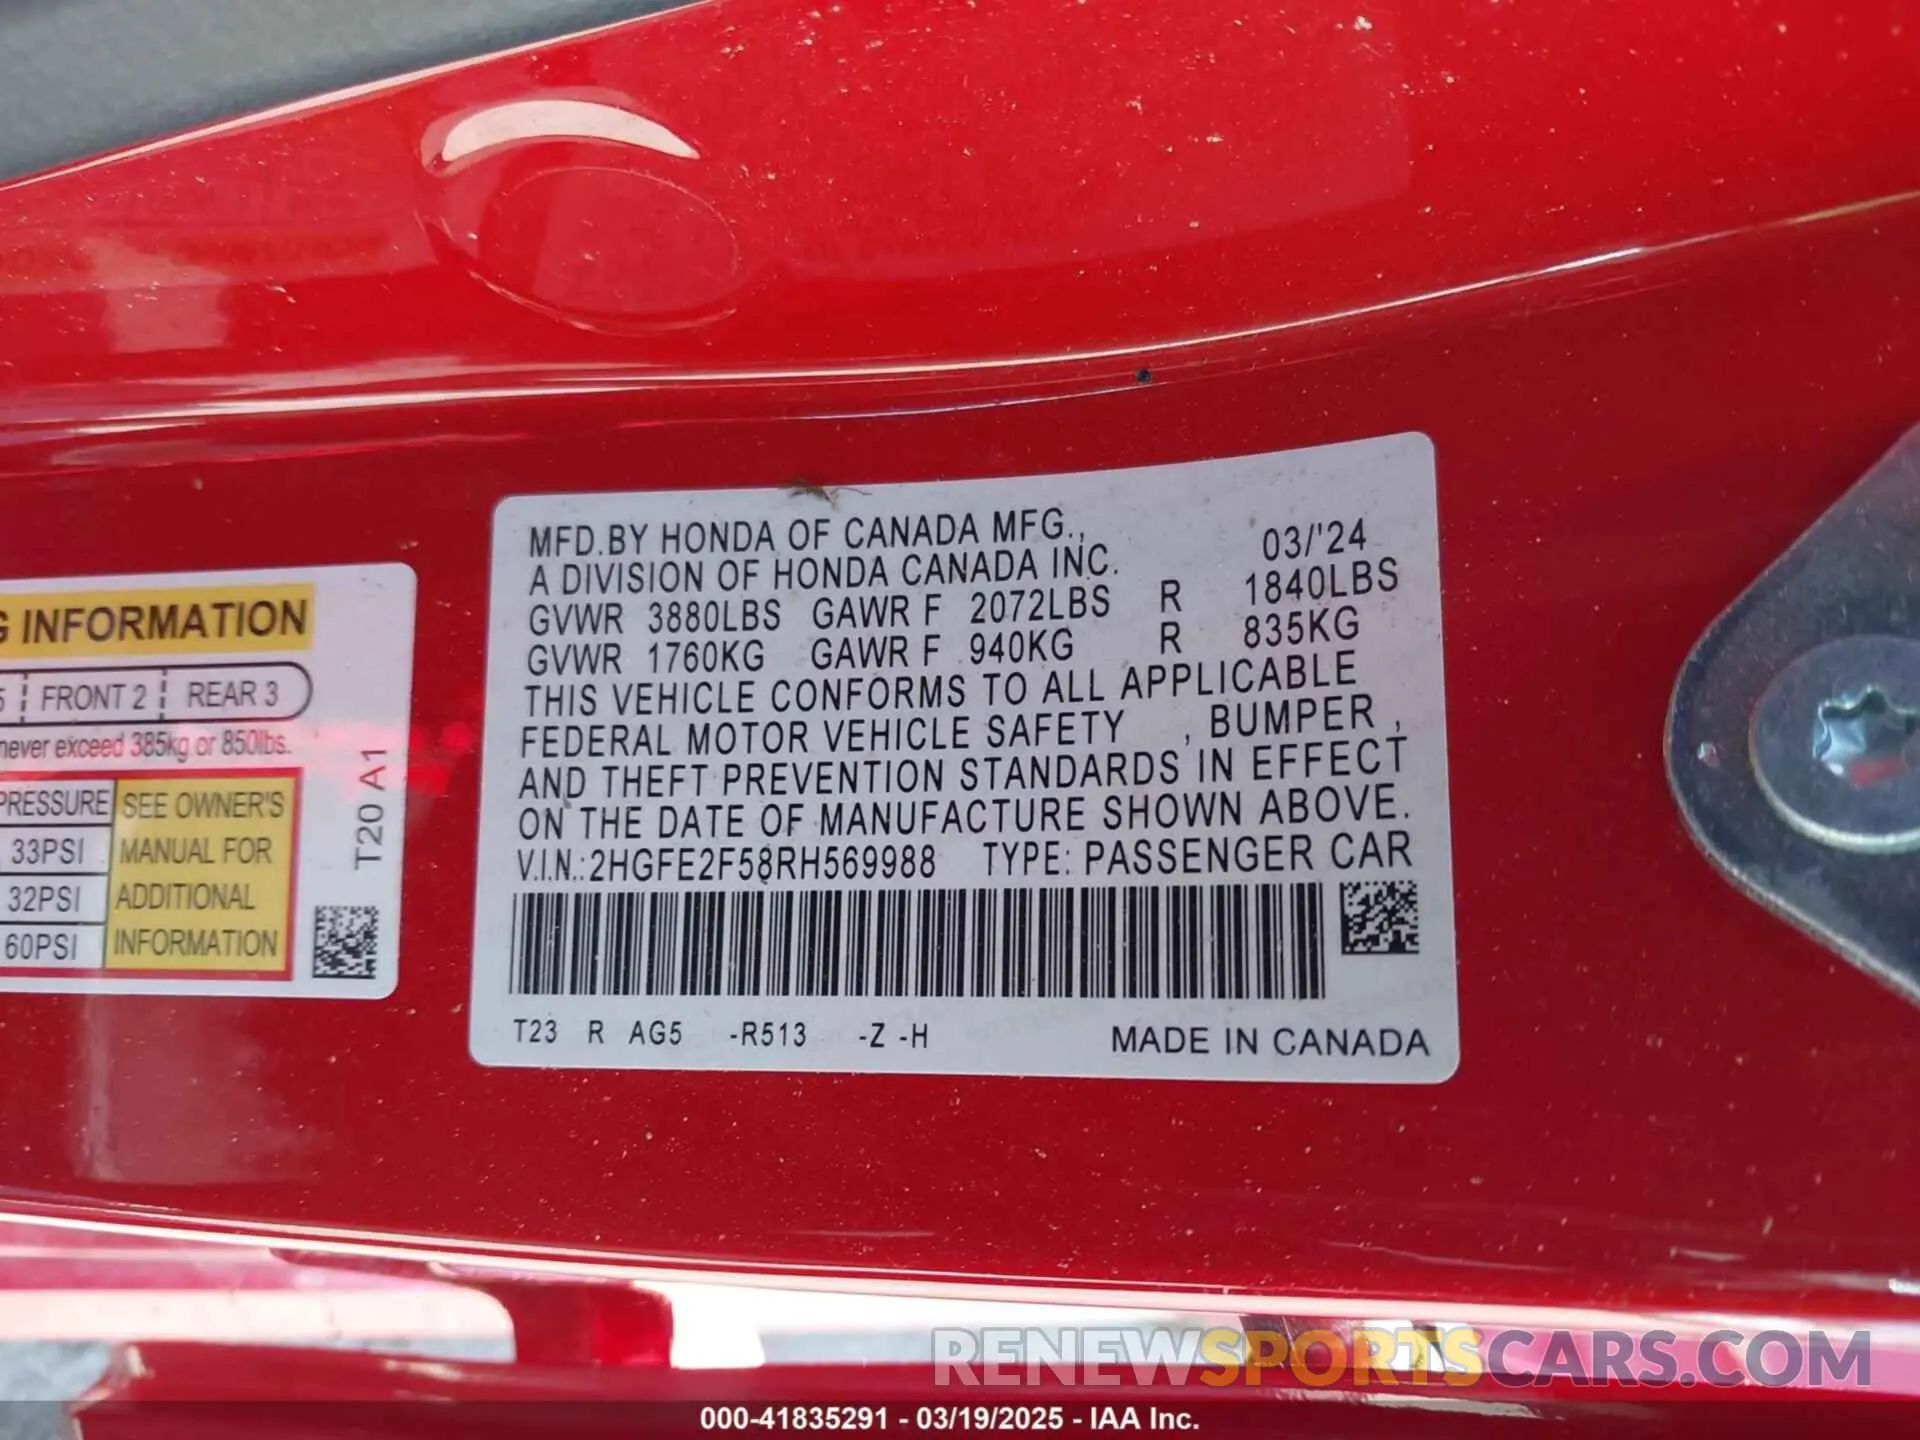 G INFORMATION
5 FRONT 2 REAR 3
never exceed 385kg or 850lbs.
PRESSURE SEE OWNER'S
33PSI MANUAL FOR
32PSI ADDITIONAL
60PSI INFORMATION
T20 A1
MFD.BY HONDA OF CANADA MFG.,
A DIVISION OF HONDA CANADA INC. 03/'24
GVWR 3880LBS GAWR F 2072LBS R 1840LBS
GVWR 1760KG GAWR F 940KG R 835KG
THIS VEHICLE CONFORMS TO ALL APPLICABLE
FEDERAL MOTOR VEHICLE SAFETY , BUMPER ,
AND THEFT PREVENTION STANDARDS IN EFFECT
ON THE DATE OF MANUFACTURE SHOWN ABOVE.
V.I.N.:2HGFE2F58RH569988 TYPE: PASSENGER CAR
T23 R AG5 -R513 -Z -H MADE IN CANADA
RENEWSPORTSCARS.COM
000-41835291 - 03/19/2025 - IAA Inc.